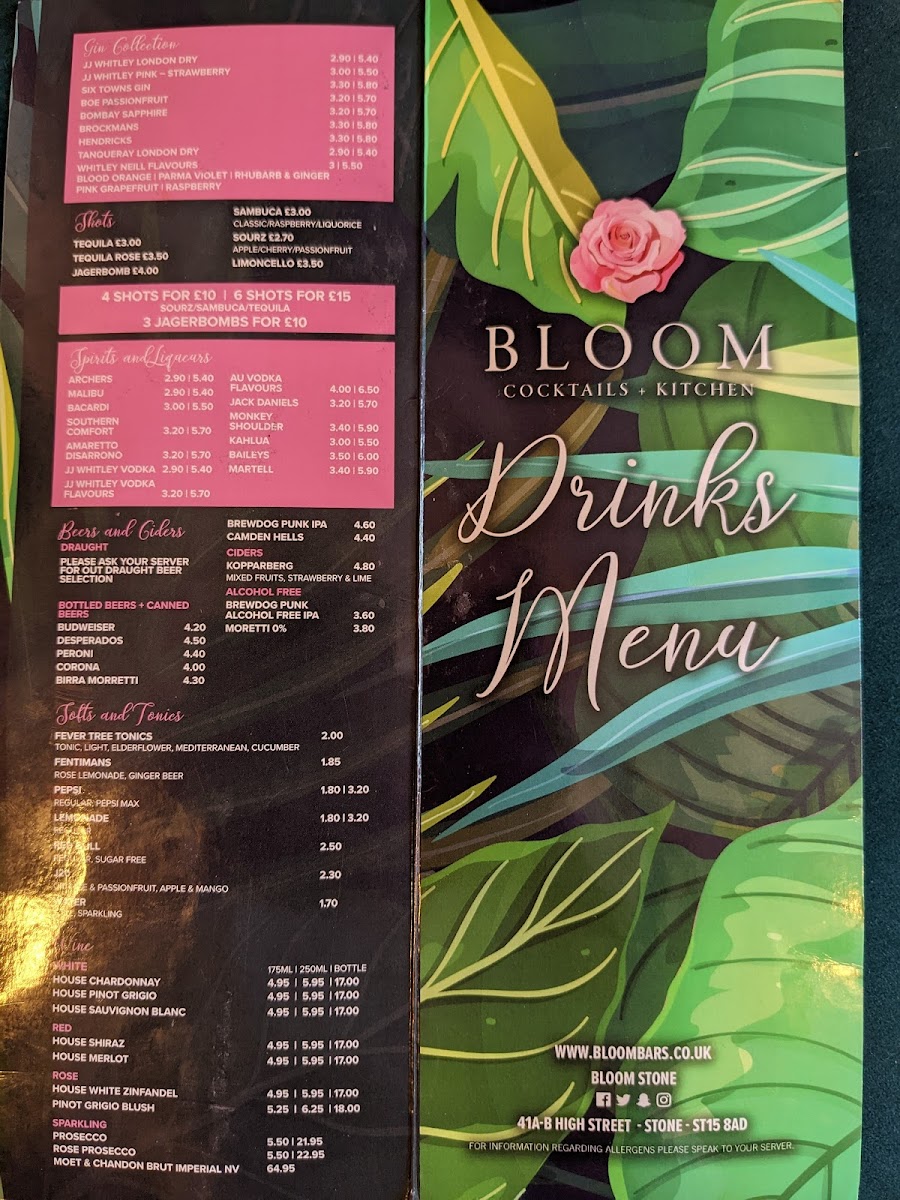 Gin Collection
JJ WHITLEY LONDON DRY 2.90 | 5.40
JJ WHITLEY PINK – STRAWBERRY 3.00 | 5.50
SIX TOWNS GIN 3.30 | 5.80
BOE PASSIONFRUIT 3.20 | 5.70
BOMBAY SAPPHIRE 3.20 | 5.70
BROCKMANS 3.30 | 5.80
HENDRICKS 3.30 | 5.80
TANQUERAY LONDON DRY 2.90 | 5.40
WHITLEY NEILL FLAVOURS 3 | 5.50
BLOOD ORANGE | PARMA VIOLET | RHUBARB & GINGER
PINK GRAPEFRUIT | RASPBERRY
Shots
TEQUILA £3.00
TEQUILA ROSE £3.50
JAGERBOMB £4.00
SAMBUCA £3.00
CLASSIC/RASPBERRY/LIQUORICE
SOURZ £2.70
APPLE/CHERRY/PASSIONFRUIT
LIMONCELLO £3.50
4 SHOTS FOR £10 | 6 SHOTS FOR £15
SOURZ/SAMBUCA/TEQUILA
3 JAGERBOMBS FOR £10
Spirits and Liqueurs
ARCHERS 2.90 | 5.40
MALIBU 2.90 | 5.40
BACARDI 3.00 | 5.50
SOUTHERN
COMFORT 3.20 | 5.70
AMARETTO
DISARRONO 3.20 | 5.70
JJ WHITLEY VODKA 2.90 | 5.40
JJ WHITLEY VODKA
FLAVOURS 3.20 | 5.70
AU VODKA
FLAVOURS 4.00 | 6.50
JACK DANIELS 3.20 | 5.70
MONKEY
SHOULDER 3.40 | 5.90
KAHLUA 3.00 | 5.50
BAILEYS 3.50 | 6.00
MARTELL 3.40 | 5.90
Beers and Ciders
DRAUGHT
PLEASE ASK YOUR SERVER
FOR OUT DRAUGHT BEER
SELECTION
BOTTLED BEERS + CANNED
BEERS
BUDWEISER 4.20
DESPERADOS 4.50
PERONI 4.40
CORONA 4.00
BIRRA MORRETTI 4.30
BREWDOG PUNK IPA 4.60
CAMDEN HELLS 4.40
CIDERS
KOPPARBERG 4.80
MIXED FRUITS, STRAWBERRY & LIME
ALCOHOL FREE
BREWDOG PUNK
ALCOHOL FREE IPA 3.60
MORETTI 0% 3.80
Softs and Tonics
FEVER TREE TONICS 2.00
TONIC, LIGHT, ELDERFLOWER, MEDITERRANEAN, CUCUMBER
FENTIMANS 1.85
ROSE LEMONADE, GINGER BEER
PEPSI 1.80 | 3.20
REGULAR, PEPSI MAX
LEMONADE 1.80 | 3.20
REGULAR
RED BULL 2.50
REGULAR, SUGAR FREE
J2O 2.30
& PASSIONFRUIT, APPLE & MANGO
WATER 1.70
SPARKLING
Wine
WHITE 175ML | 250ML | BOTTLE
HOUSE CHARDONNAY 4.95 | 5.95 | 17.00
HOUSE PINOT GRIGIO 4.95 | 5.95 | 17.00
HOUSE SAUVIGNON BLANC 4.95 | 5.95 | 17.00
RED
HOUSE SHIRAZ 4.95 | 5.95 | 17.00
HOUSE MERLOT 4.95 | 5.95 | 17.00
ROSE
HOUSE WHITE ZINFANDEL 4.95 | 5.95 | 17.00
PINOT GRIGIO BLUSH 5.25 | 6.25 | 18.00
SPARKLING
PROSECCO 5.50 | 21.95
ROSE PROSECCO 5.50 | 22.95
MOET & CHANDON BRUT IMPERIAL NV 64.95
BLOOM
COCKTAILS + KITCHEN
Drinks
Menu
WWW.BLOOMBARS.CO.UK
BLOOM STONE
41A-B HIGH STREET - STONE - ST15 8AD
FOR INFORMATION REGARDING ALLERGENS PLEASE SPEAK TO YOUR SERVER.